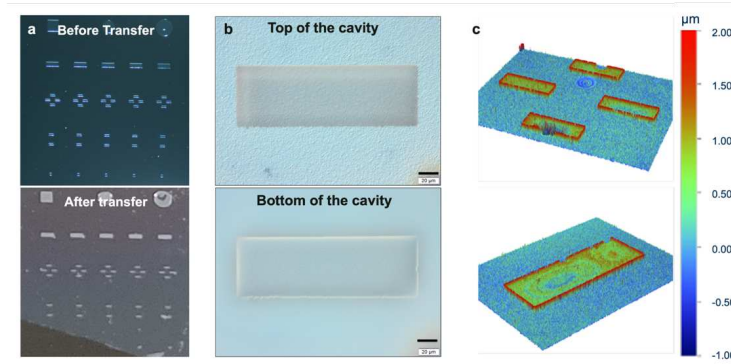 a
Before Transfer
After transfer
b
Top of the cavity
20 µm
Bottom of the cavity
20 µm
c
µm
2.00
1.50
1.00
0.50
0.00
-0.50
-1.00